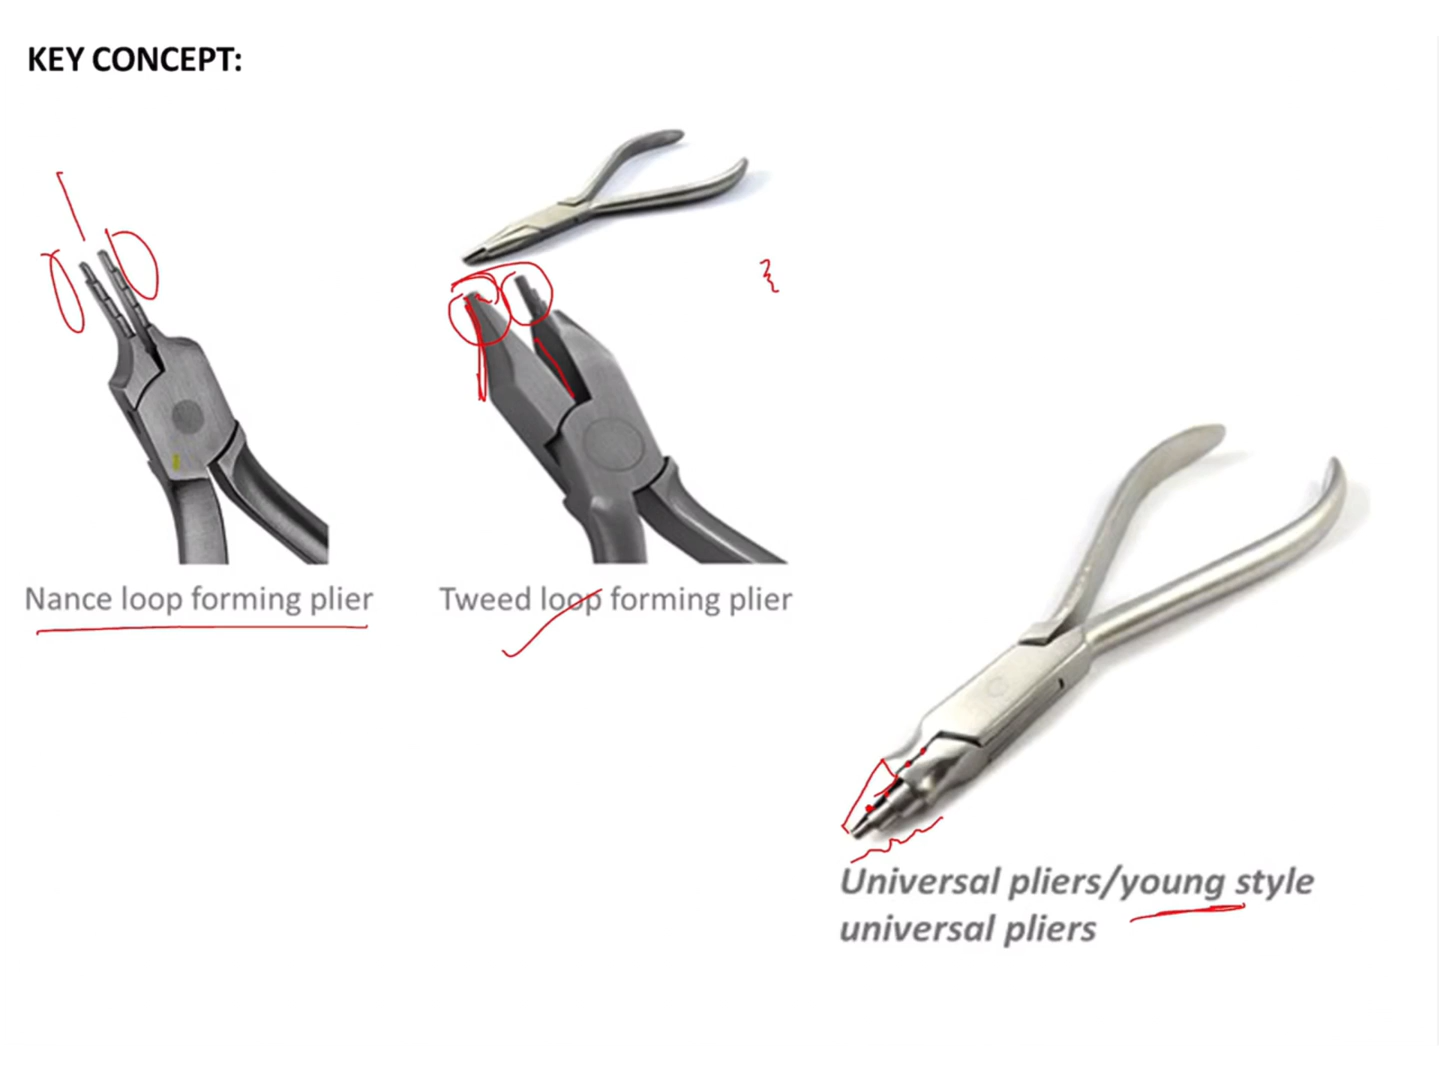 KEY CONCEPT:
Nance loop forming plier
Tweed loop forming plier
Universal pliers/young style
universal pliers